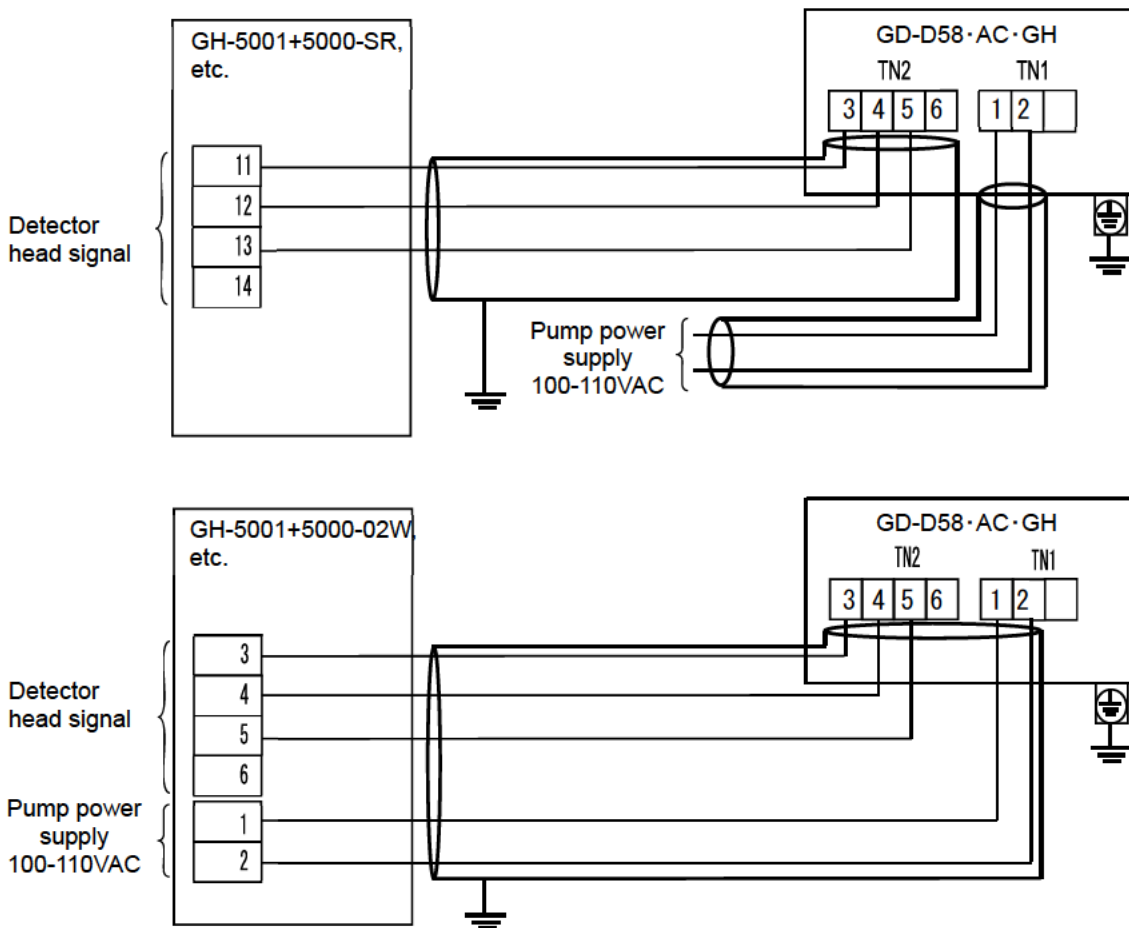 GH-5001+5000-SR,
etc.
GD-D58·AC·GH
TN2 TN1
3 4 5 6 1 2
Detector
head signal
11
12
13
14
Pump power
supply
100-110VAC
GH-5001+5000-02W,
etc.
GD-D58·AC·GH
TN2 TN1
3 4 5 6 1 2
Detector
head signal
3
4
5
6
Pump power
supply
100-110VAC
1
2